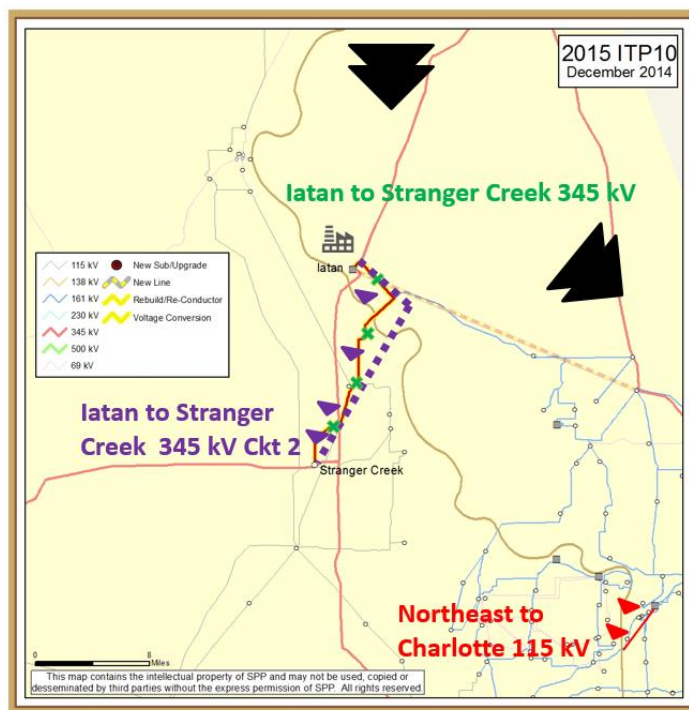 2015 ITP10
December 2014
Iatan to Stranger Creek 345 kV
Iatan
115 kV
138 kV
161 kV
230 kV
345 kV
500 kV
69 kV
New Sub/Upgrade
New Line
Rebuild/Re-Conductor
Voltage Conversion
Iatan to Stranger
Creek 345 kV Ckt 2
Stranger Creek
Northeast to
Charlotte 115 kV
0 8
Miles
This map contains the intellectual property of SPP and may not be used, copied or
desseminated by third parties without the express permission of SPP. All rights reserved.